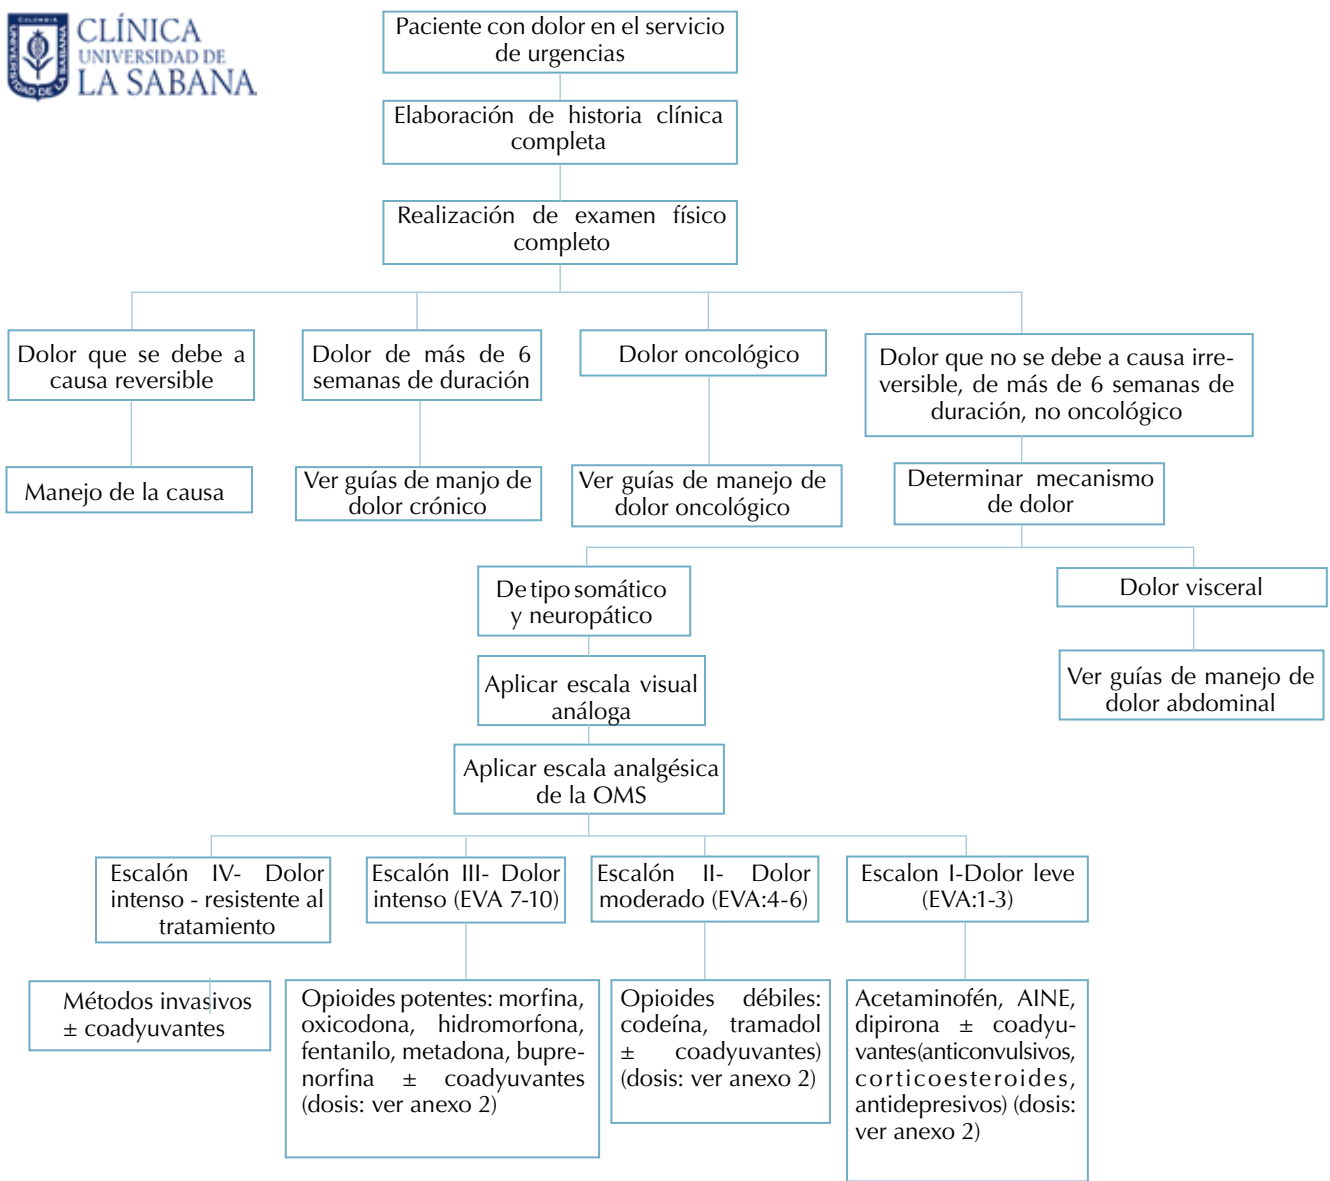 COLOMBIA
UNIVERSIDAD DE LA SABANA
CLÍNICA
UNIVERSIDAD DE
LA SABANA
Paciente con dolor en el servicio
de urgencias
Elaboración de historia clínica
completa
Realización de examen físico
completo
Dolor que se debe a
causa reversible
Dolor de más de 6
semanas de duración
Dolor oncológico
Dolor que no se debe a causa irre-
versible, de más de 6 semanas de
duración, no oncológico
Manejo de la causa
Ver guías de manjo de
dolor crónico
Ver guías de manejo de
dolor oncológico
Determinar mecanismo
de dolor
De tipo somático
y neuropático
Dolor visceral
Aplicar escala visual
análoga
Ver guías de manejo de
dolor abdominal
Aplicar escala analgésica
de la OMS
Escalón IV- Dolor
intenso - resistente al
tratamiento
Escalón III- Dolor
intenso (EVA 7-10)
Escalón II- Dolor
moderado (EVA:4-6)
Escalon I-Dolor leve
(EVA:1-3)
Métodos invasivos
± coadyuvantes
Opioides potentes: morfina,
oxicodona, hidromorfona,
fentanilo, metadona, bupre-
norfina ± coadyuvantes
(dosis: ver anexo 2)
Opioides débiles:
codeína, tramadol
± coadyuvantes)
(dosis: ver anexo 2)
Acetaminofén, AINE,
dipirona ± coadyu-
vantes(anticonvulsivos,
corticoesteroides,
antidepresivos) (dosis:
ver anexo 2)